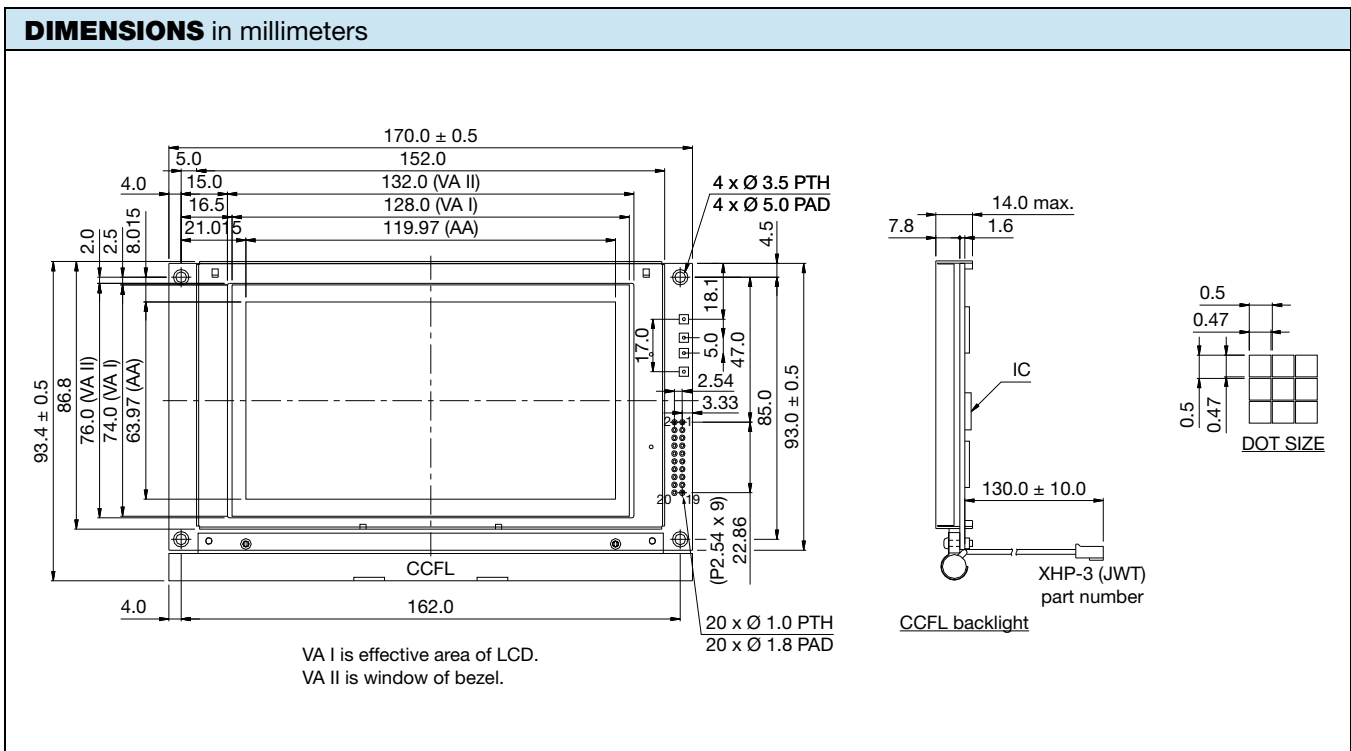 DIMENSIONS in millimeters
170.0 ± 0.5
5.0
152.0
4.0
15.0
132.0 (VA II)
16.5
128.0 (VA I)
21.015
119.97 (AA)
2.0
2.5
8.015
4 x Ø 3.5 PTH
4 x Ø 5.0 PAD
4.5
18.1
17.0
5.0
47.0
2.54
3.33
85.0
93.0 ± 0.5
93.4 ± 0.5
86.8
76.0 (VA II)
74.0 (VA I)
63.97 (AA)
2
1
20
19
(P2.54 x 9)
22.86
CCFL
4.0
162.0
20 x Ø 1.0 PTH
20 x Ø 1.8 PAD
VA I is effective area of LCD.
VA II is window of bezel.
14.0 max.
7.8
1.6
IC
130.0 ± 10.0
XHP-3 (JWT)
part number
CCFL backlight
0.5
0.47
0.5
0.47
DOT SIZE